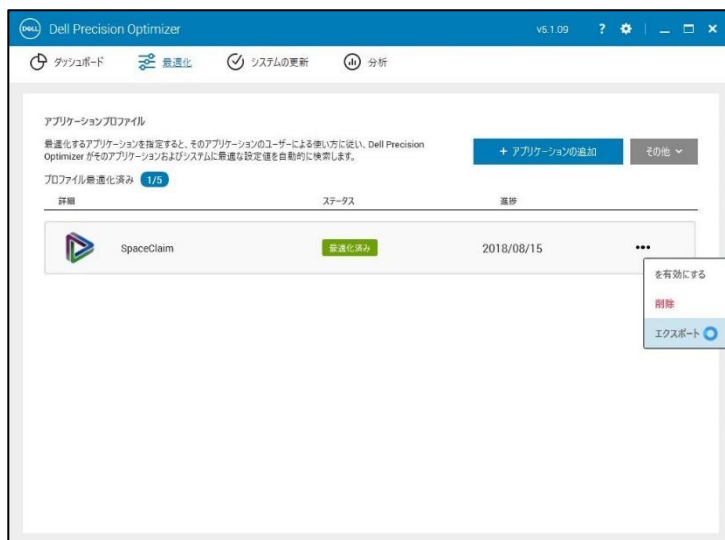 DELL Dell Precision Optimizer v5.1.09 ?
ダッシュボード 最適化 システムの更新 分析
アプリケーションプロファイル
最適化するアプリケーションを指定すると、そのアプリケーションのユーザーによる使い方に従い、Dell Precision
Optimizer がそのアプリケーションおよびシステムに最適な設定値を自動的に検索します。
+ アプリケーションの追加 その他
プロファイル最適化済み 1/5
詳細 ステータス 進捗
SpaceClaim 最適化済み 2018/08/15 •••
を有効にする
削除
エクスポート